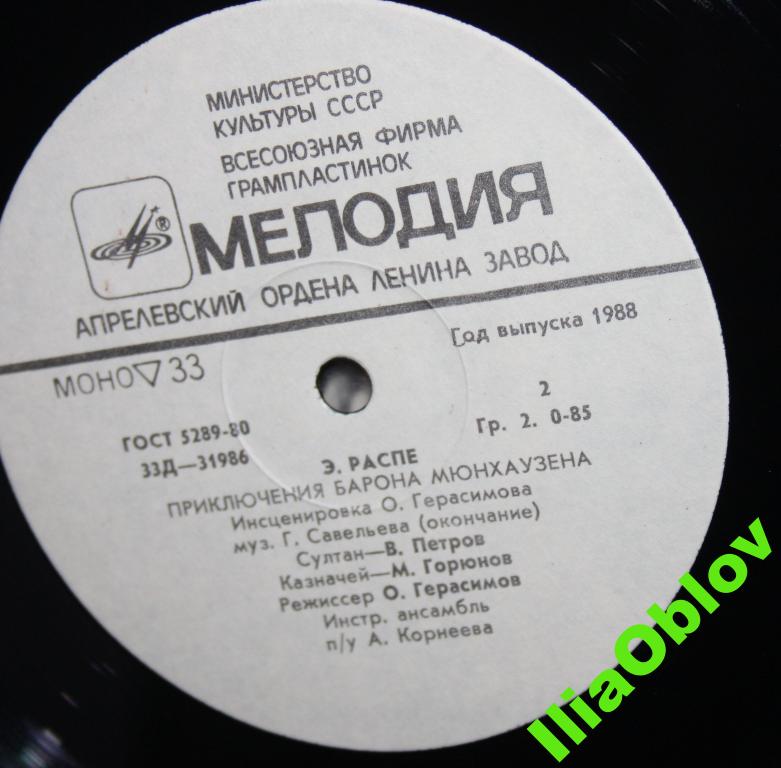 МИНИСТЕРСТВО
КУЛЬТУРЫ СССР
ВСЕСОЮЗНАЯ ФИРМА
ГРАМПЛАСТИНОК
®
МЕЛОДИЯ
АПРЕЛЕВСКИЙ ОРДЕНА ЛЕНИНА ЗАВОД
МОНО▽33
Год выпуска 1988
ГОСТ 5289-80
33Д—31986
2
Гр. 2. 0-85
Э. РАСПЕ
ПРИКЛЮЧЕНИЯ БАРОНА МЮНХАУЗЕНА
Инсценировка О. Герасимова
муз. Г. Савельева (окончание)
Султан—В. Петров
Казначей—М. Горюнов
Режиссер О. Герасимов
Инстр. ансамбль
п/у А. Корнеева
IliaOblov